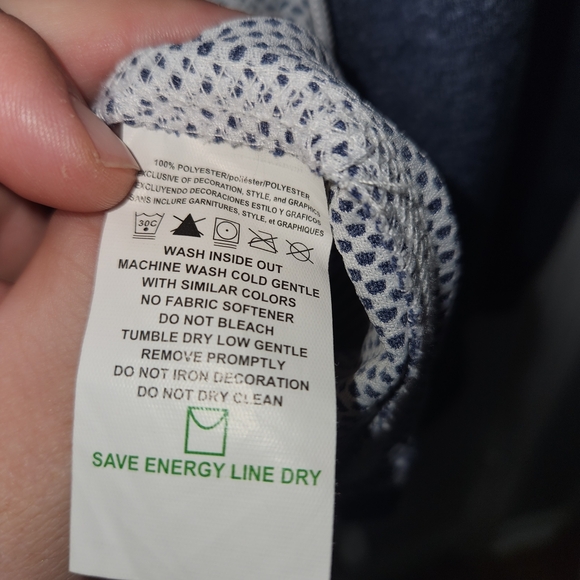 100% POLYESTER/poliéster/POLYESTER
EXCLUSIVE OF DECORATION, STYLE, and GRAPHICS
EXCLUYENDO DECORACIONES ESTILO Y GRAFICOS
SANS INCLURE GARNITURES, STYLE, et GRAPHIQUES
30C
WASH INSIDE OUT
MACHINE WASH COLD GENTLE
WITH SIMILAR COLORS
NO FABRIC SOFTENER
DO NOT BLEACH
TUMBLE DRY LOW GENTLE
REMOVE PROMPTLY
DO NOT IRON DECORATION
DO NOT DRY CLEAN
SAVE ENERGY LINE DRY